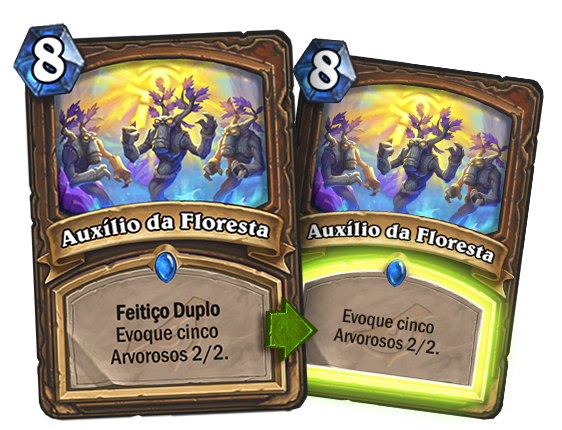 8
Auxílio da Floresta
Feitiço Duplo
Evoque cinco
Arvorosos 2/2.
8
Auxílio da Floresta
Evoque cinco
Arvorosos 2/2.